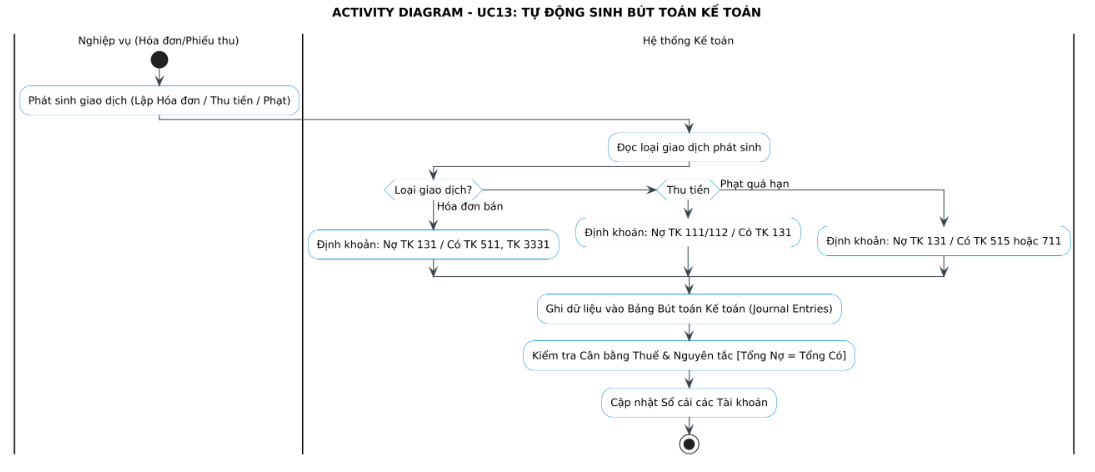 ACTIVITY DIAGRAM - UC13: TỰ ĐỘNG SINH BÚT TOÁN KẾ TOÁN
Nghiệp vụ (Hóa đơn/Phiếu thu)
Hệ thống Kế toán
Phát sinh giao dịch (Lập Hóa đơn / Thu tiền / Phạt)
Đọc loại giao dịch phát sinh
Loại giao dịch?
Thu tiền
Phạt quá hạn
Hóa đơn bán
Định khoản: Nợ TK 131 / Có TK 511, TK 3331
Định khoản: Nợ TK 111/112 / Có TK 131
Định khoản: Nợ TK 131 / Có TK 515 hoặc 711
Ghi dữ liệu vào Bảng Bút toán Kế toán (Journal Entries)
Kiểm tra Cân bằng Thuế & Nguyên tắc [Tổng Nợ = Tổng Có]
Cập nhật Sổ cái các Tài khoản